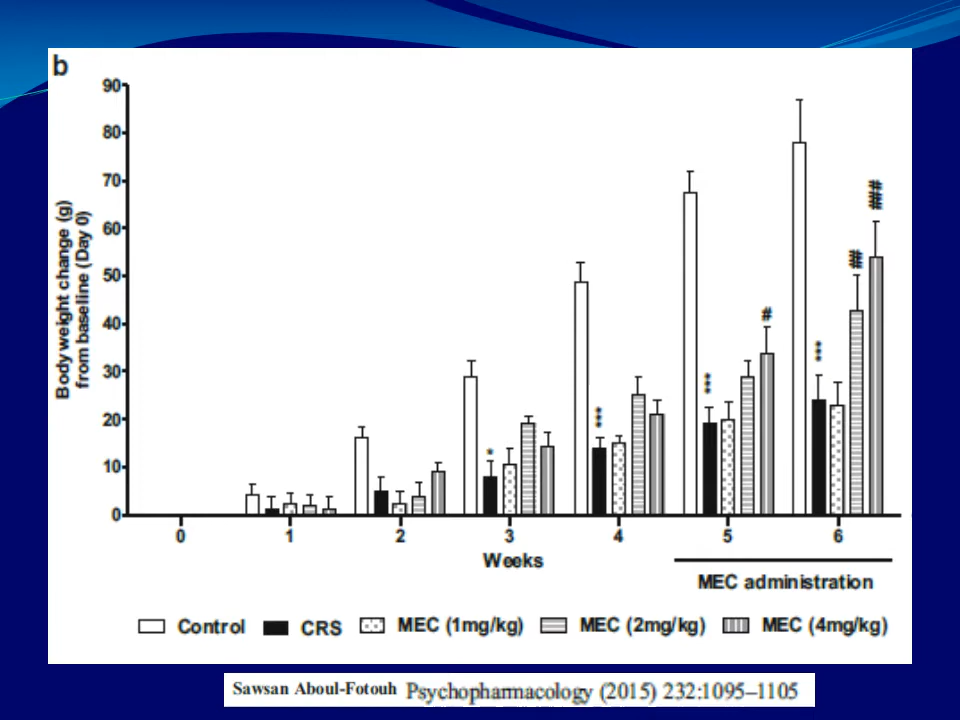 b
Body weight change (g)
from baseline (Day 0)
90
80
70
60
50
40
30
20
10
0
*
***
***
#
***
##
###
0 1 2 3 4 5 6
Weeks
MEC administration
Control CRS MEC (1mg/kg) MEC (2mg/kg) MEC (4mg/kg)
Sawsan Aboul-Fotouh Psychopharmacology (2015) 232:1095–1105